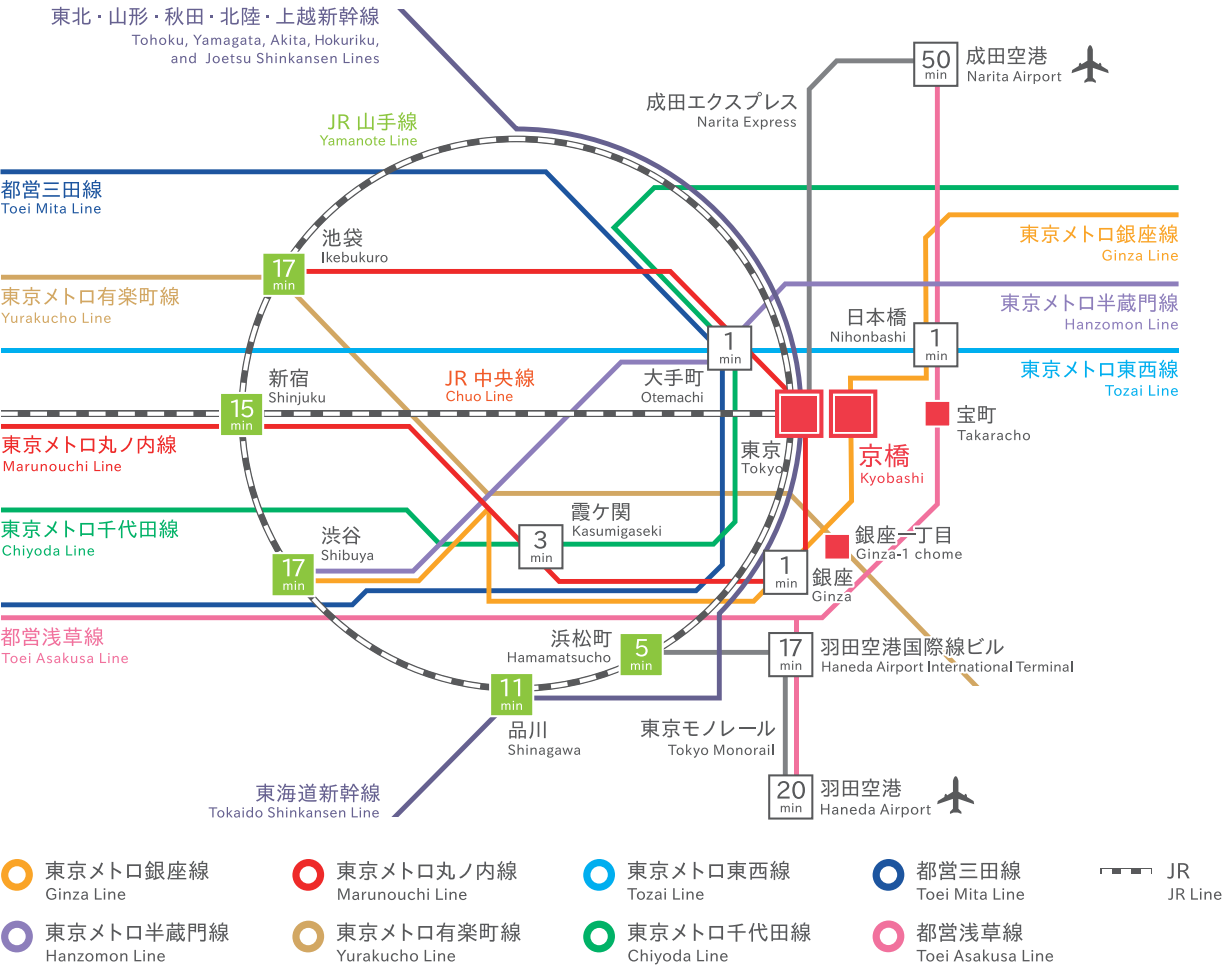 東北・山形・秋田・北陸・上越新幹線
Tohoku, Yamagata, Akita, Hokuriku,
and Joetsu Shinkansen Lines
50
min
成田空港
Narita Airport
成田エクスプレス
Narita Express
JR 山手線
Yamanote Line
都営三田線
Toei Mita Line
池袋
Ikebukuro
17
min
東京メトロ銀座線
Ginza Line
東京メトロ有楽町線
Yurakucho Line
東京メトロ半蔵門線
Hanzomon Line
日本橋
Nihonbashi
1
min
1
min
大手町
Otemachi
東京メトロ東西線
Tozai Line
新宿
Shinjuku
15
min
JR 中央線
Chuo Line
宝町
Takaracho
東京メトロ丸ノ内線
Marunouchi Line
東京
Tokyo
京橋
Kyobashi
東京メトロ千代田線
Chiyoda Line
渋谷
Shibuya
17
min
霞ケ関
Kasumigaseki
3
min
銀座一丁目
Ginza-1 chome
1
min
銀座
Ginza
都営浅草線
Toei Asakusa Line
浜松町
Hamamatsucho
5
min
17
min
羽田空港国際線ビル
Haneda Airport International Terminal
11
min
品川
Shinagawa
東京モノレール
Tokyo Monorail
東海道新幹線
Tokaido Shinkansen Line
20
min
羽田空港
Haneda Airport
東京メトロ銀座線
Ginza Line
東京メトロ丸ノ内線
Marunouchi Line
東京メトロ東西線
Tozai Line
都営三田線
Toei Mita Line
JR
JR Line
東京メトロ半蔵門線
Hanzomon Line
東京メトロ有楽町線
Yurakucho Line
東京メトロ千代田線
Chiyoda Line
都営浅草線
Toei Asakusa Line